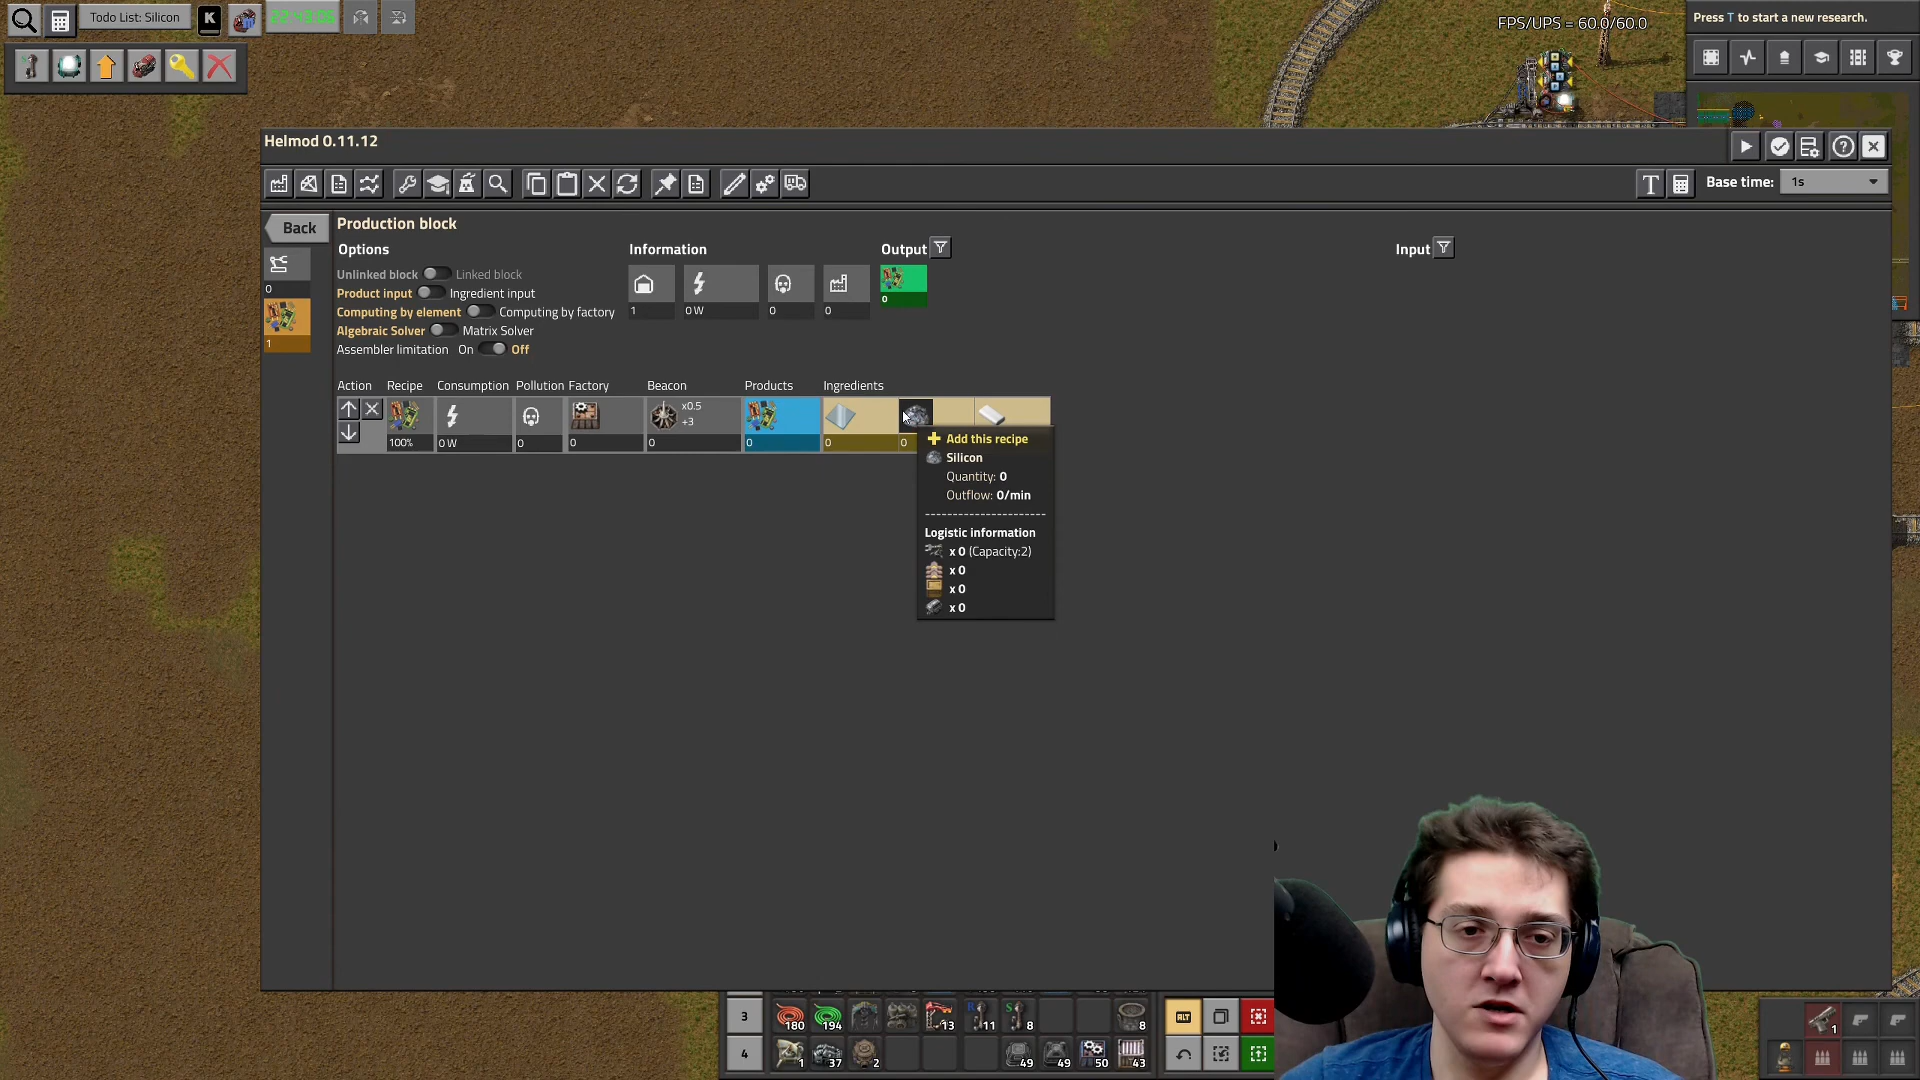 Todo List: Silicon
K
FPS/UPS = 60.0/60.0
Press T to start a new research.
Helmod 0.11.12
T
Base time:
1s
Back
Production block
Options
Information
Output
Input
Unlinked block
Linked block
Product input
Ingredient input
Computing by element
Computing by factory
Algebraic Solver
Matrix Solver
Assembler limitation
On
Off
0
1
1
0 W
0
0
0
Action
Recipe
Consumption
Pollution
Factory
Beacon
Products
Ingredients
x0.5
+3
100%
0 W
0
0
0
0
0
0
Add this recipe
Silicon
Quantity: 0
Outflow: 0/min
Logistic information
x 0 (Capacity:2)
x 0
x 0
x 0
3
180
194
13
11
8
8
ALT
4
1
37
2
49
49
50
43
1